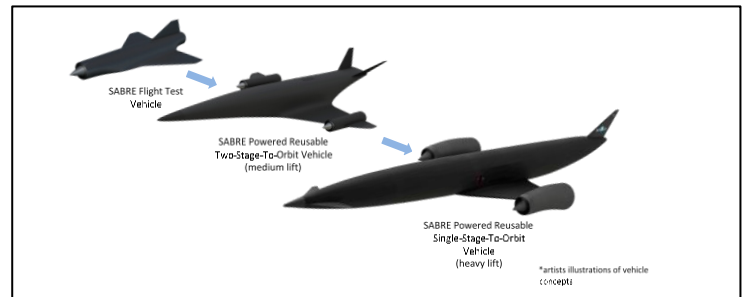 SABRE Flight Test
Vehicle
SABRE Powered Reusable
Two-Stage-To-Orbit Vehicle
(medium lift)
SABRE Powered Reusable
Single-Stage-To-Orbit
Vehicle
(heavy lift)
*artists illustrations of vehicle
concepts